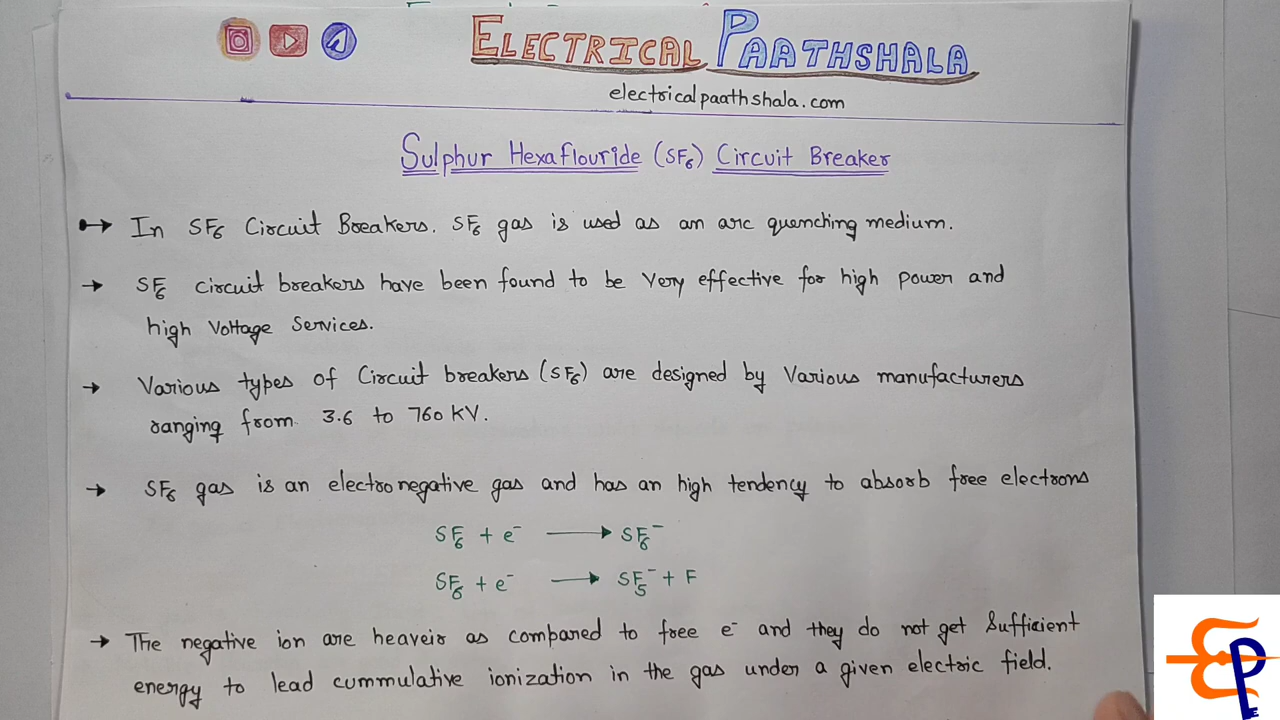 ELECTRICAL PAATHSHALA
electricalpaathshala.com
Sulphur Hexaflouride (SF₆) Circuit Breaker
In SF₆ Circuit Breakers. SF₆ gas is used as an arc quenching medium.
→ SF₆ circuit breakers have been found to be very effective for high power and
high Voltage Services.
→ Various types of Circuit breakers (SF₆) are designed by Various manufacturers
ranging from 3.6 to 760 KV.
→ SF₆ gas is an electronegative gas and has an high tendency to absorb free electrons
SF₆ + e⁻ → SF₆⁻
SF₆ + e⁻ → SF₅⁻ + F
→ The negative ion are heaveir as compared to free e⁻ and they do not get Sufficient
energy to lead cummulative ionization in the gas under a given electric field.
EP